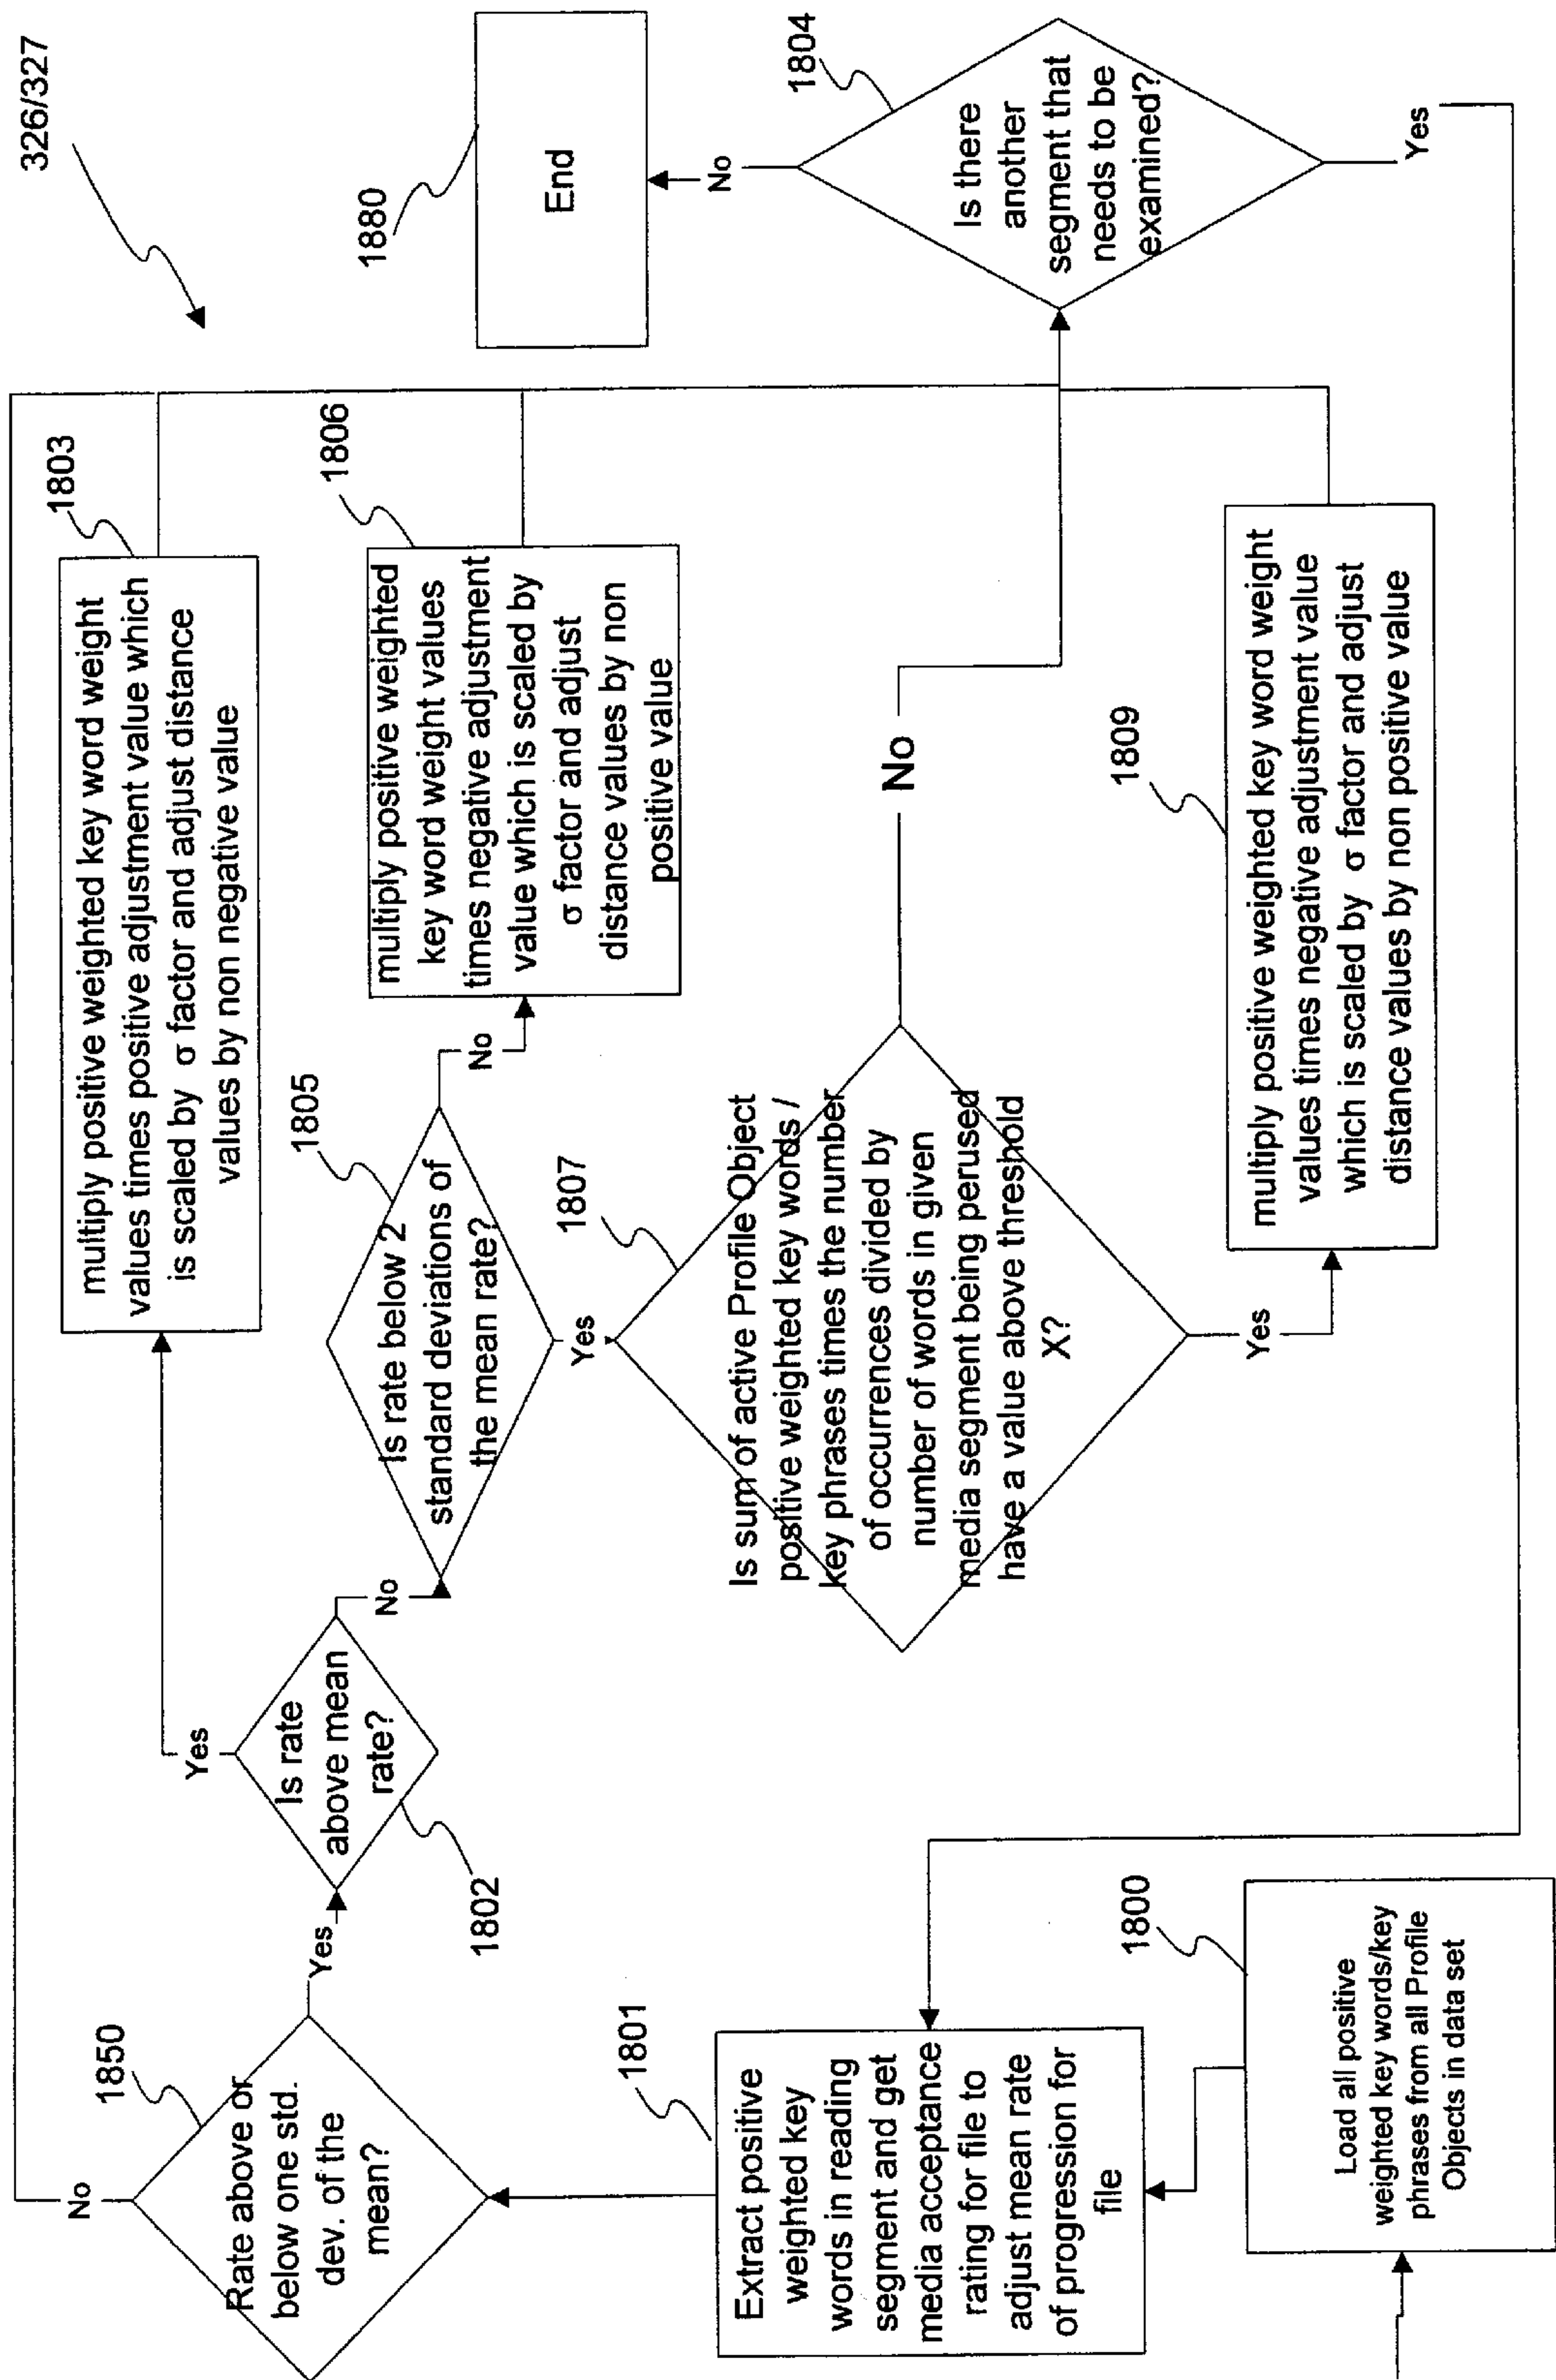 326/327
1850
Rate above or
below one std.
dev. of the
mean?
No
Yes
1802
Is rate
above mean
rate?
Yes
No
1803
multiply positive weighted key word weight
values times positive adjustment value which
is scaled by σ factor and adjust distance
values by non negative value
1805
Is rate below 2
standard deviations of
the mean rate?
No
Yes
1806
multiply positive weighted
key word weight values
times negative adjustment
value which is scaled by
σ factor and adjust
distance values by non
positive value
1880
End
No
1804
Is there
another
segment that
needs to be
examined?
Yes
1801
Extract positive
weighted key
words in reading
segment and get
media acceptance
rating for file to
adjust mean rate
of progression for
file
1807
Is sum of active Profile Object
positive weighted key words /
key phrases times the number
of occurrences divided by
number of words in given
media segment being perused
have a value above threshold
X?
No
Yes
1800
Load all positive
weighted key words/key
phrases from all Profile
Objects in data set
1809
multiply positive weighted key word weight
values times negative adjustment value
which is scaled by σ factor and adjust
distance values by non positive value